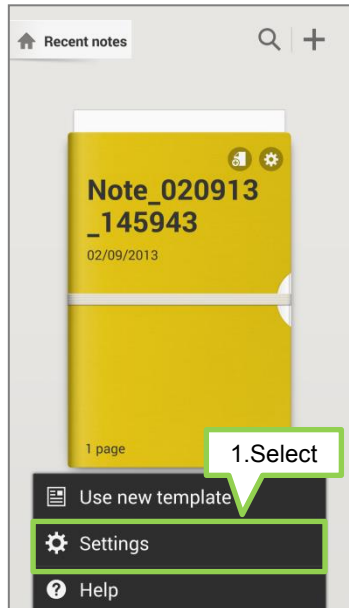 Recent notes
Note_020913
_145943
02/09/2013
1 page
1.Select
Use new template
Settings
Help